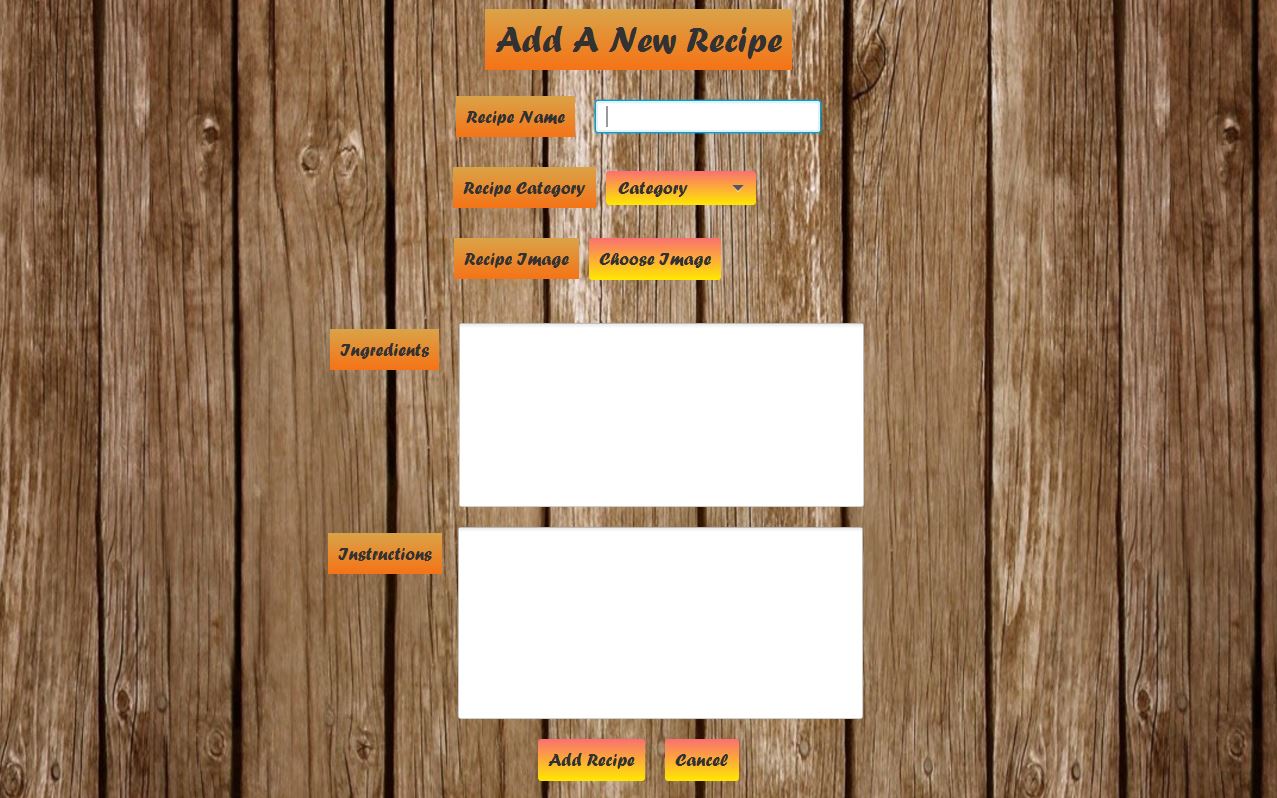 Add A New Recipe
Recipe Name
Recipe Category Category
Recipe Image Choose Image
Ingredients
Instructions
Add Recipe Cancel